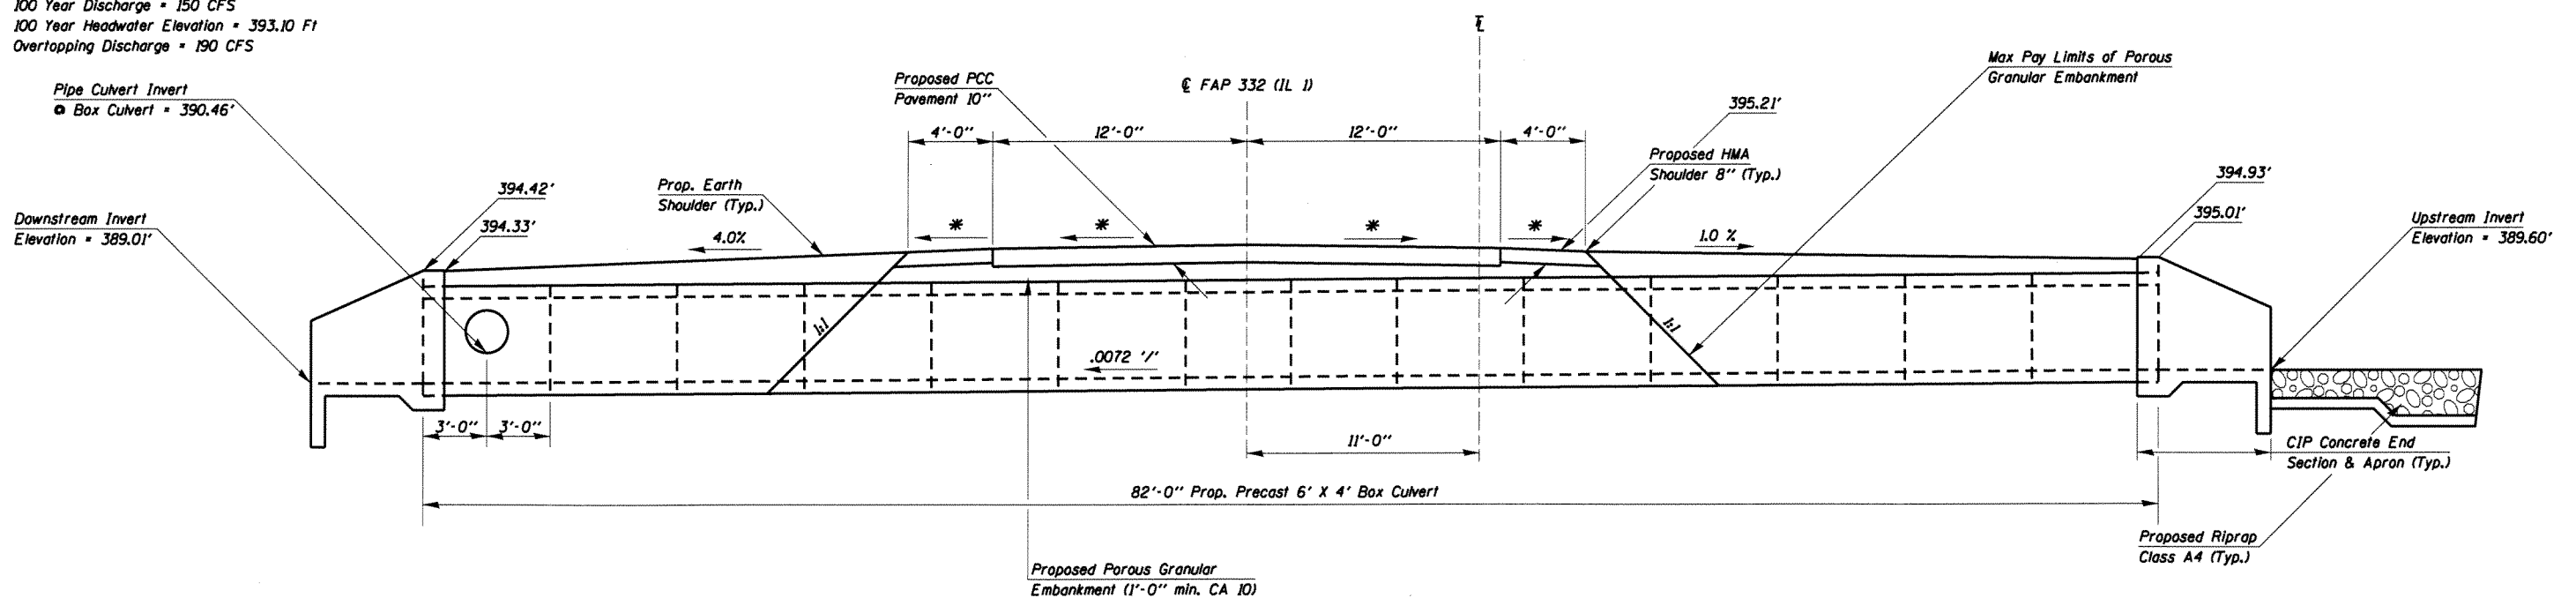 100 Year Discharge = 150 CFS
100 Year Headwater Elevation = 393.10 Ft
Overtopping Discharge = 190 CFS
Pipe Culvert Invert
@ Box Culvert = 390.46'
Downstream Invert
Elevation = 389.01'
394.42'
394.33'
Prop. Earth
Shoulder (Typ.)
4.0%
Proposed PCC
Pavement 10"
℄ FAP 332 (IL 1)
4'-0"
12'-0"
12'-0"
4'-0"
*
*
*
*
395.21'
Proposed HMA
Shoulder 8" (Typ.)
Max Pay Limits of Porous
Granular Embankment
1.0 %
394.93'
395.01'
Upstream Invert
Elevation = 389.60'
1:1
1:1
.0072 '/'
3'-0"
3'-0"
11'-0"
82'-0" Prop. Precast 6' X 4' Box Culvert
CIP Concrete End
Section & Apron (Typ.)
Proposed Riprap
Class A4 (Typ.)
Proposed Porous Granular
Embankment (1'-0" min. CA 10)